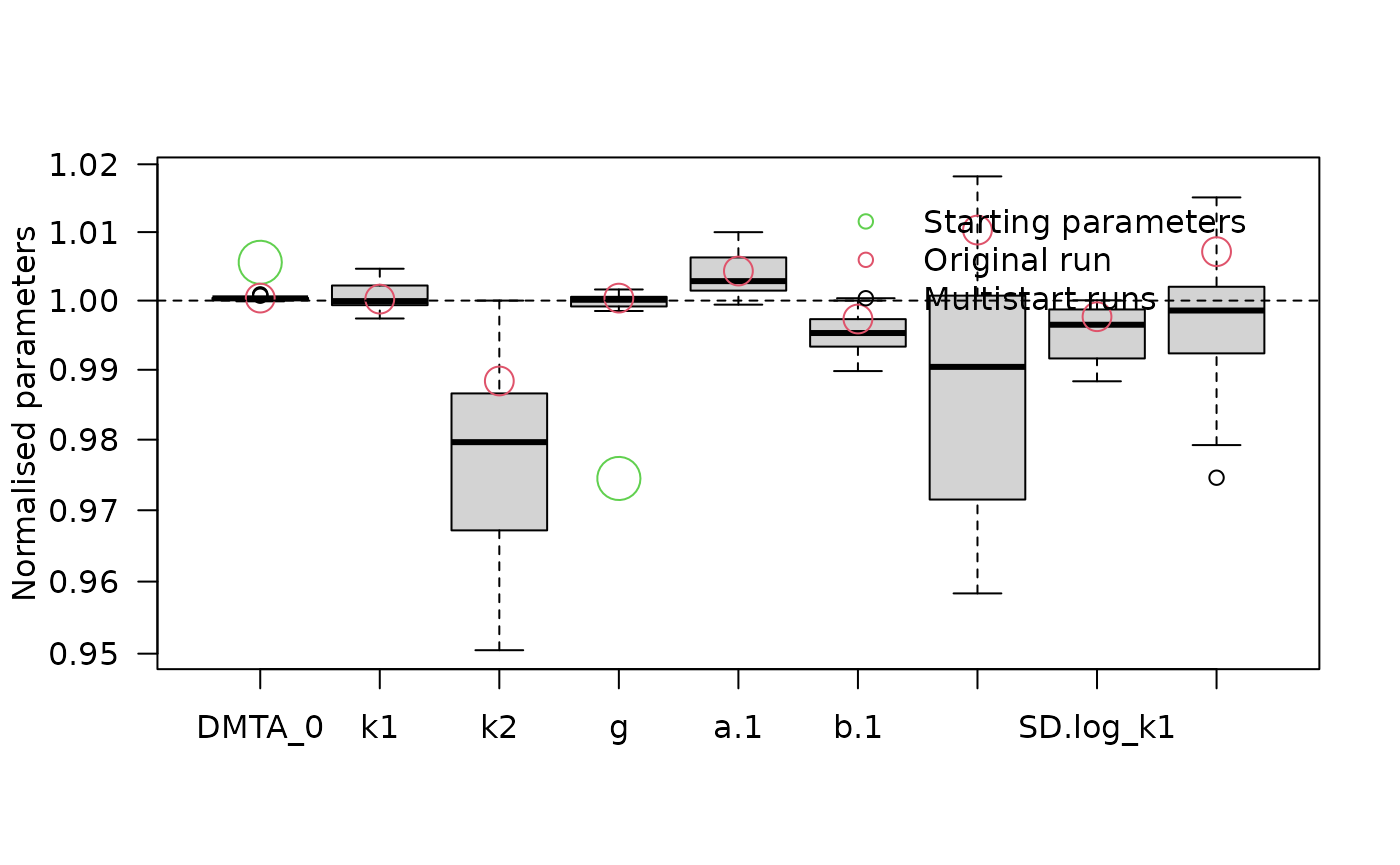 1.02
1.01
1.00
0.99
0.98
0.97
0.96
0.95
Normalised parameters
Starting parameters
Original run
Multistart runs
DMTA_0 k1 k2 g a.1 b.1 SD.log_k1